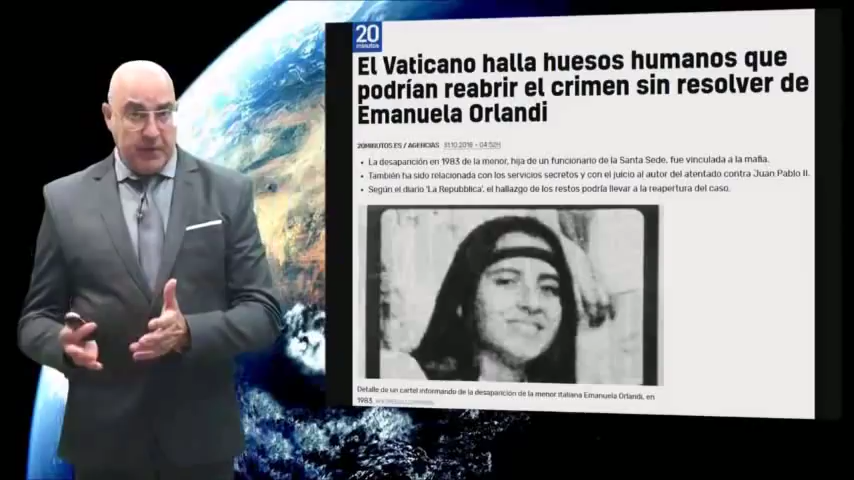 20
minutos
El Vaticano halla huesos humanos que
podrían reabrir el crimen sin resolver de
Emanuela Orlandi
20MINUTOS.ES / AGENCIAS 31.10.2018 - 04:52H
• La desaparición en 1983 de la menor, hija de un funcionario de la Santa Sede, fue vinculada a la mafia.
• También ha sido relacionada con los servicios secretos y con el juicio al autor del atentado contra Juan Pablo II.
• Según el diario 'La Repubblica', el hallazgo de los restos podría llevar a la reapertura del caso.
Detalle de un cartel informando de la desaparición de la menor italiana Emanuela Orlandi, en
1983.